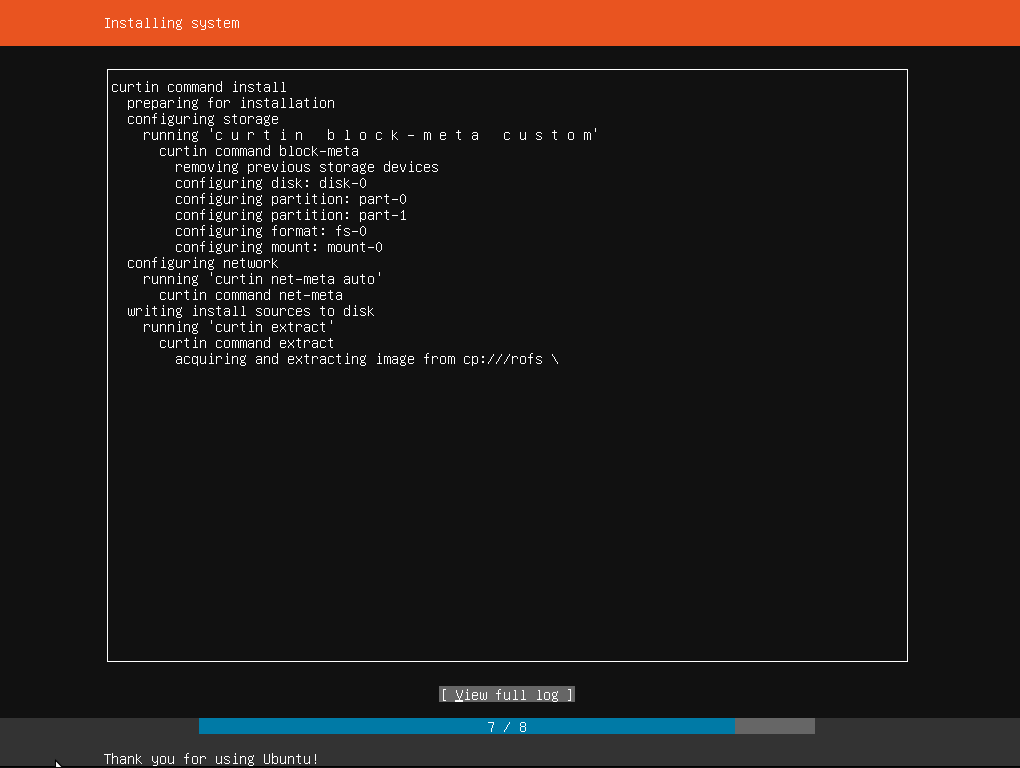 Installing system
curtin command install
preparing for installation
configuring storage
running 'c u r t i n   b l o c k - m e t a   c u s t o m'
curtin command block-meta
removing previous storage devices
configuring disk: disk-0
configuring partition: part-0
configuring partition: part-1
configuring format: fs-0
configuring mount: mount-0
configuring network
running 'curtin net-meta auto'
curtin command net-meta
writing install sources to disk
running 'curtin extract'
curtin command extract
acquiring and extracting image from cp:///rofs \
[ View full log ]
7 / 8
Thank you for using Ubuntu!